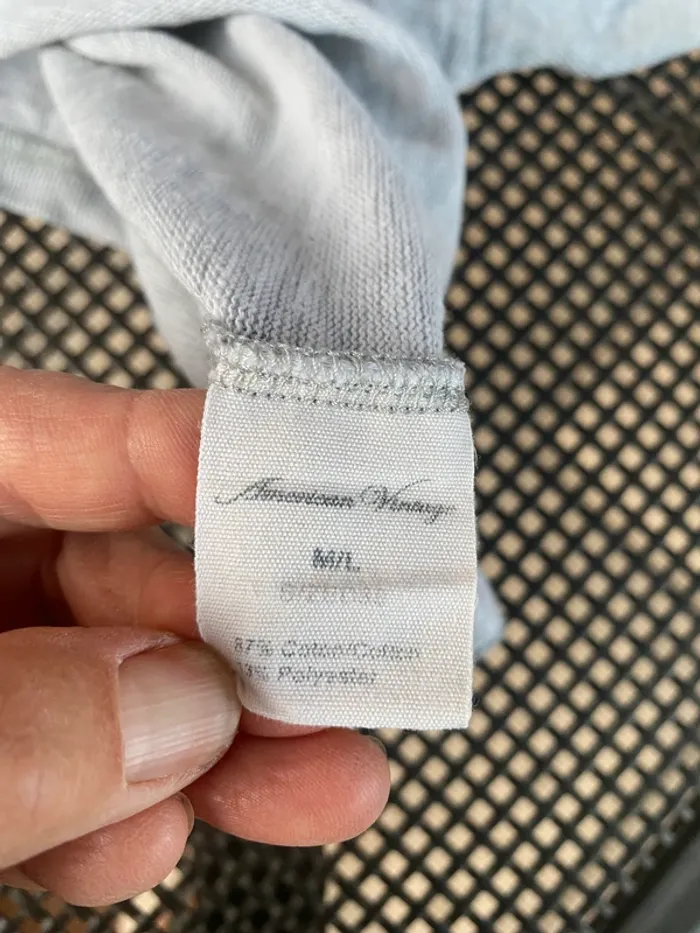 American Vintage
M/L
87% Coton/Cotton
13% Polyester